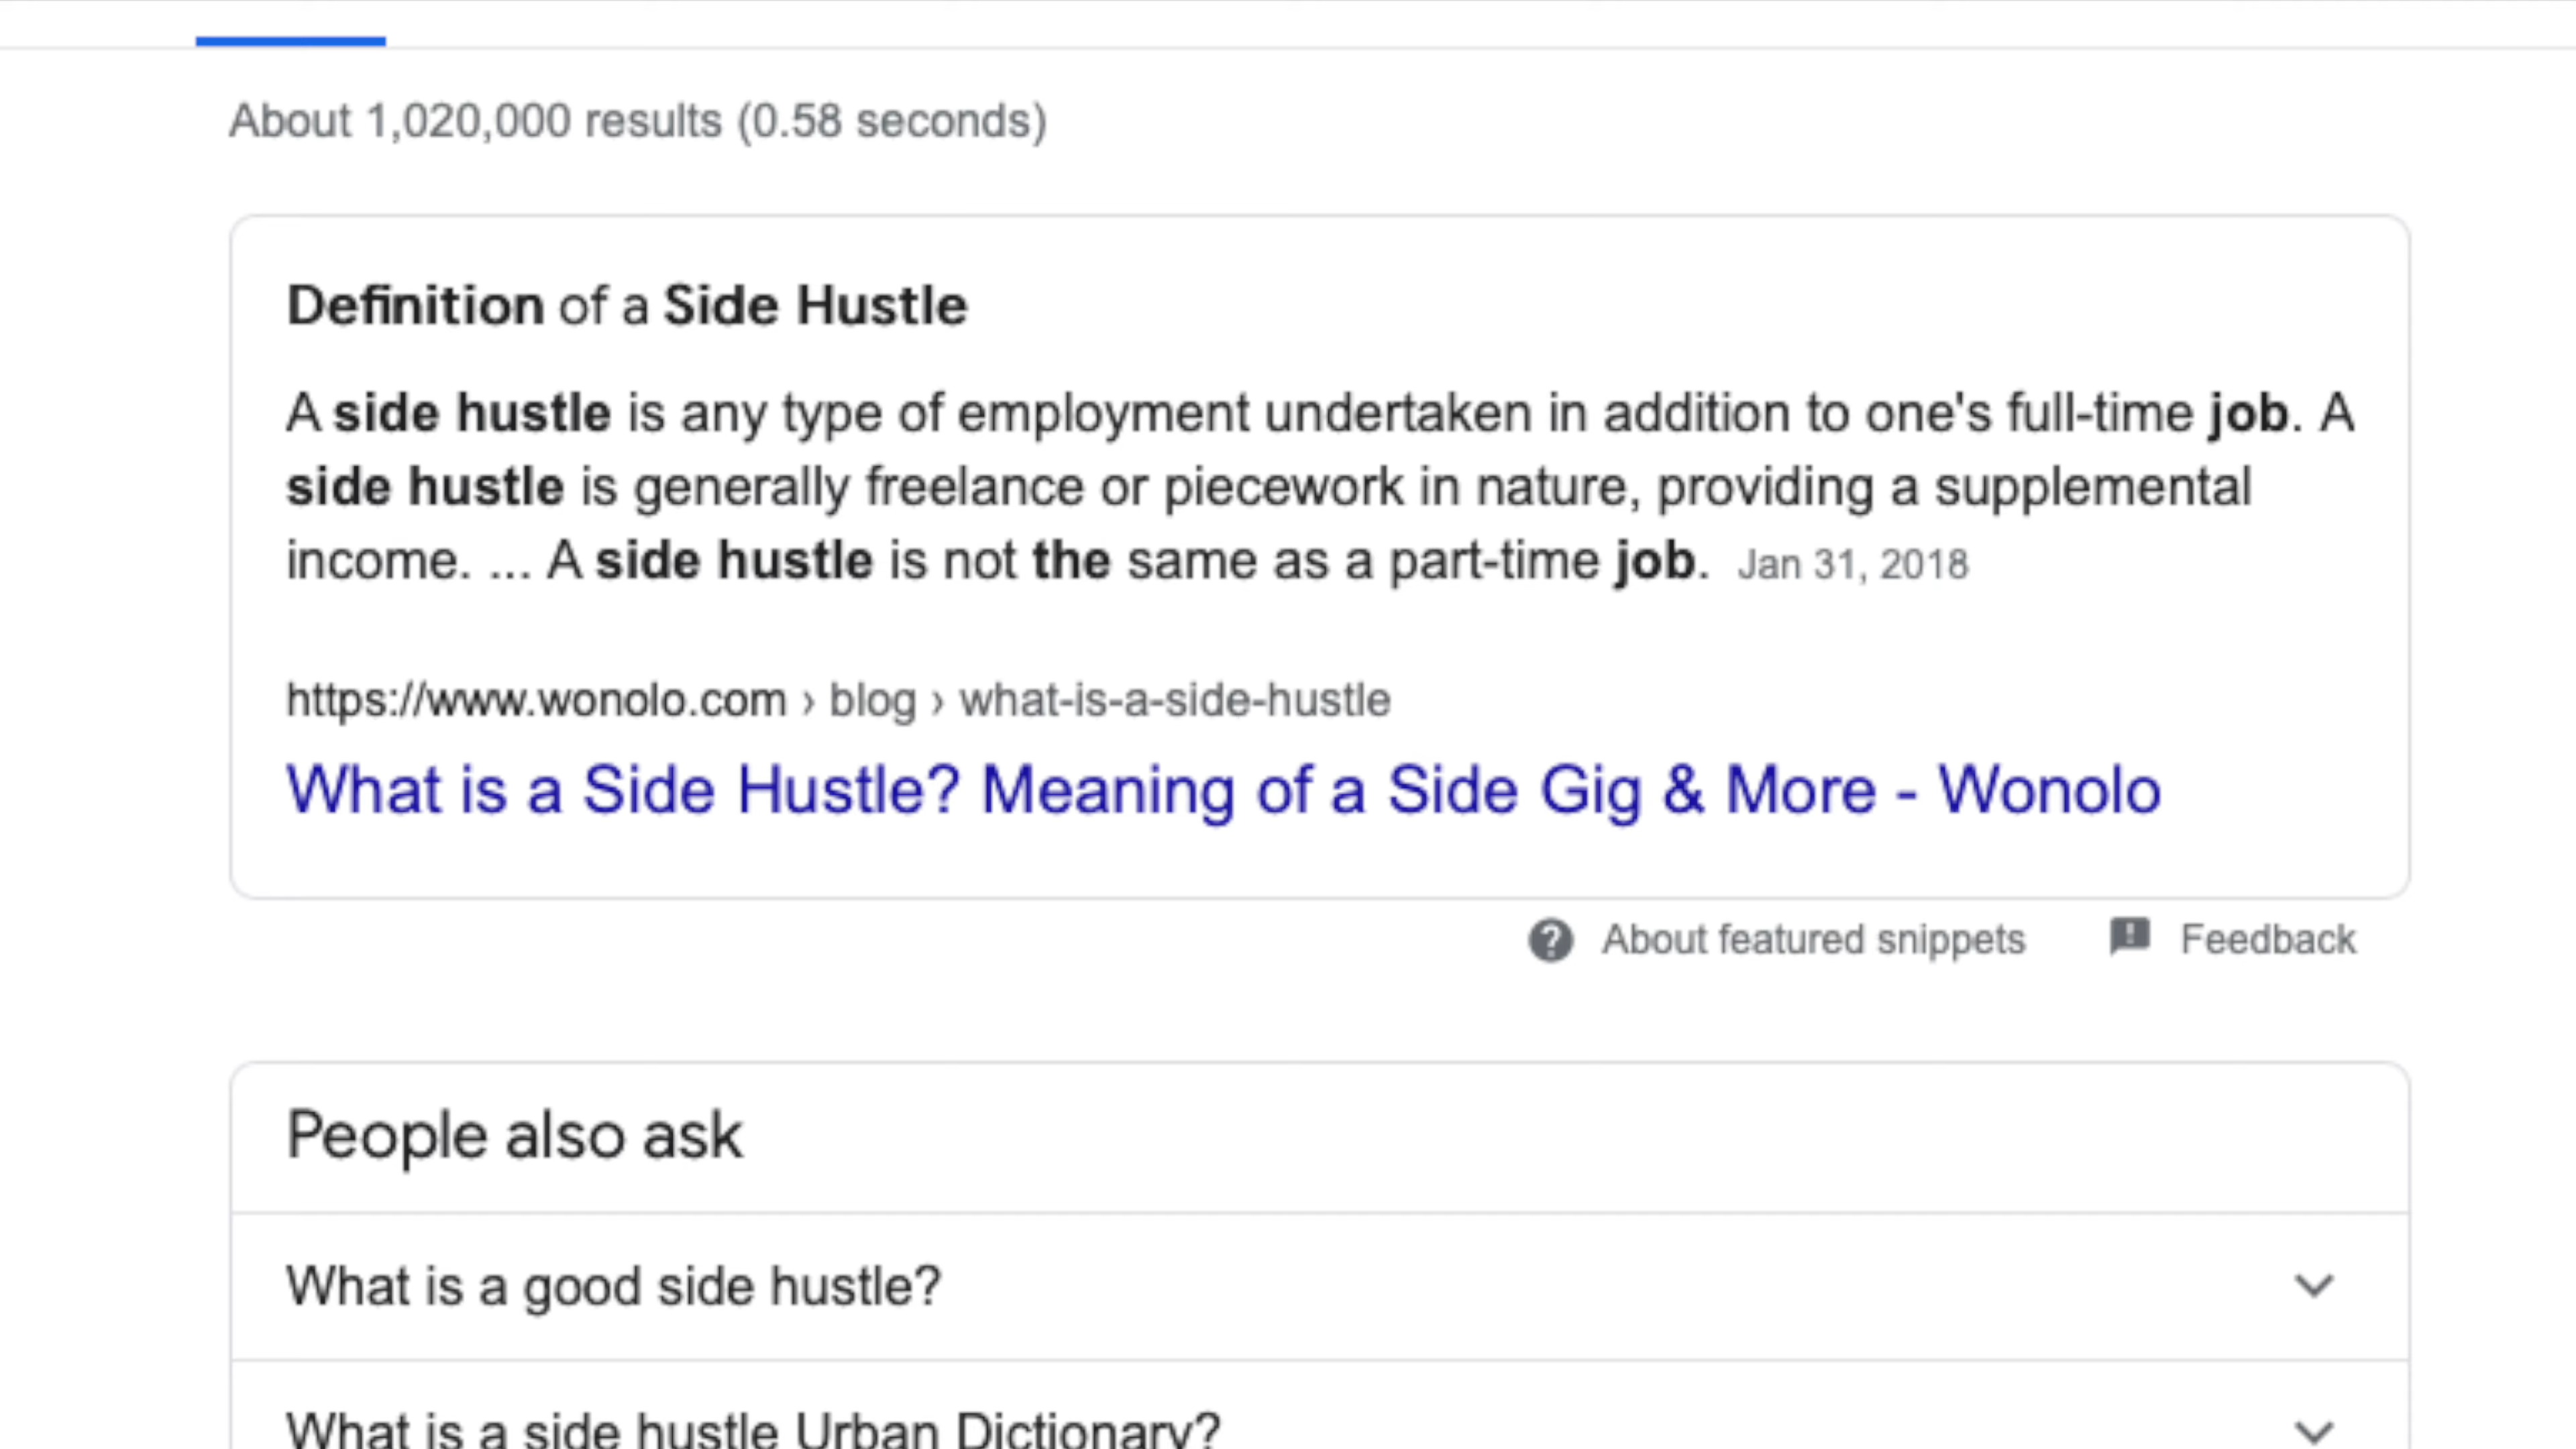 About 1,020,000 results (0.58 seconds)
Definition of a Side Hustle
A side hustle is any type of employment undertaken in addition to one's full-time job. A
side hustle is generally freelance or piecework in nature, providing a supplemental
income. ... A side hustle is not the same as a part-time job. Jan 31, 2018
https://www.wonolo.com › blog › what-is-a-side-hustle
What is a Side Hustle? Meaning of a Side Gig & More - Wonolo
About featured snippets Feedback
People also ask
What is a good side hustle?
What is a side hustle Urban Dictionary?